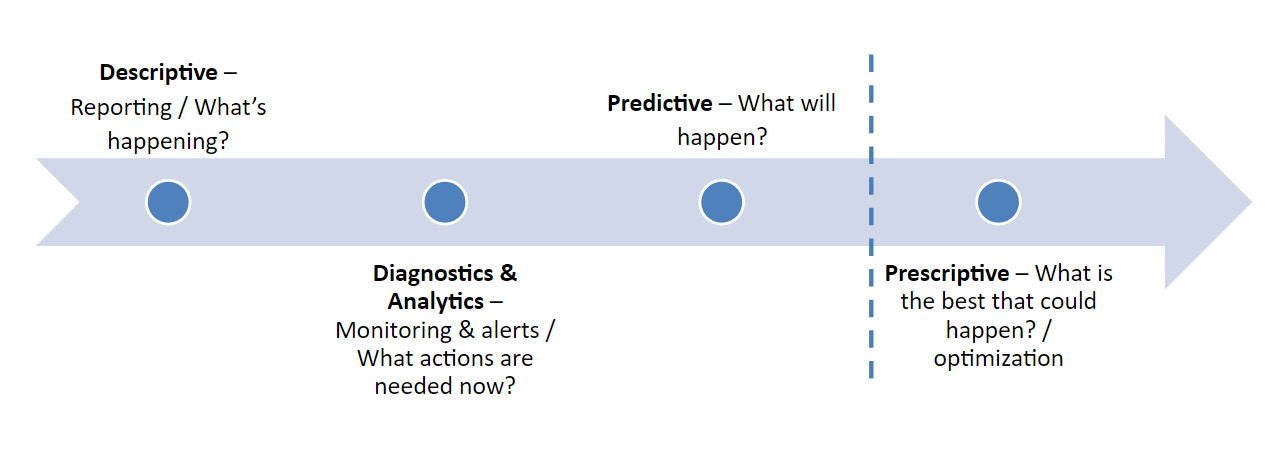 Descriptive –
Reporting / What’s
happening?
Diagnostics &
Analytics –
Monitoring & alerts /
What actions are
needed now?
Predictive – What will
happen?
Prescriptive – What is
the best that could
happen? /
optimization